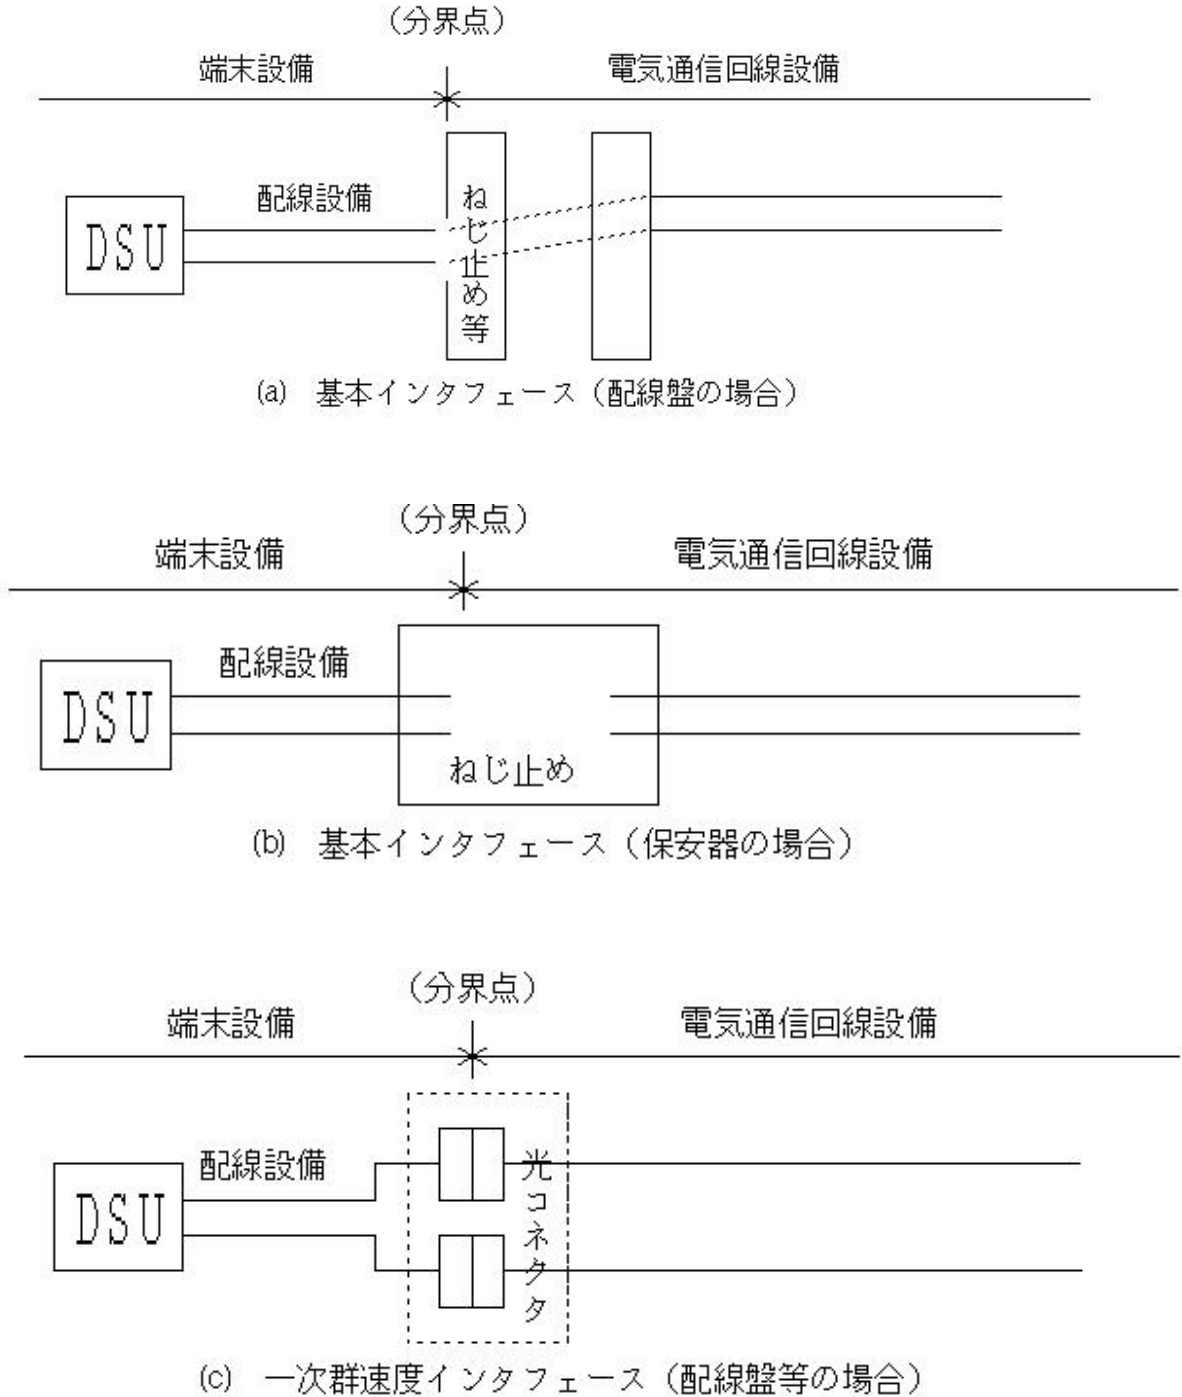 （分界点）
端末設備
電気通信回線設備
配線設備
DSU
ねじ止め等
(a) 基本インタフェース（配線盤の場合）
（分界点）
端末設備
電気通信回線設備
配線設備
DSU
ねじ止め
(b) 基本インタフェース（保安器の場合）
（分界点）
端末設備
電気通信回線設備
配線設備
DSU
光コネクタ
(c) 一次群速度インタフェース（配線盤等の場合）